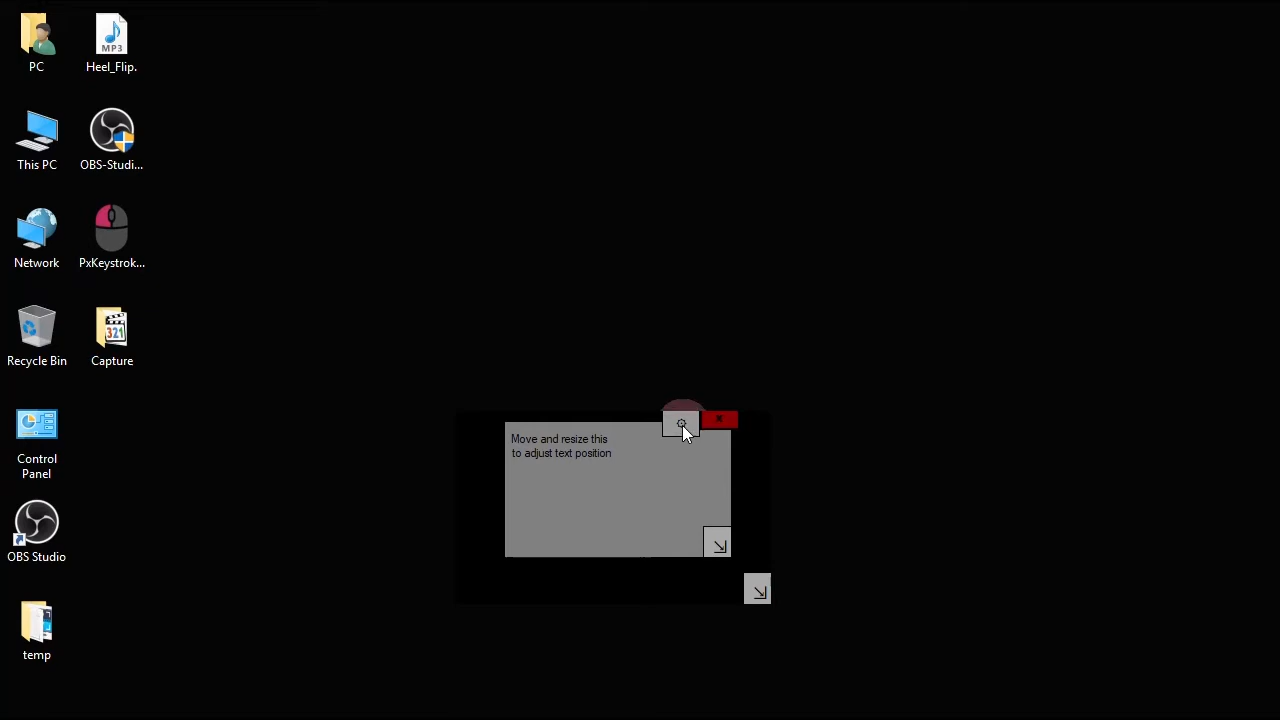 PC
Heel_Flip.
MP3
This PC
OBS-Studi...
Network
PxKeystrok...
Recycle Bin
321
Capture
Control
Panel
OBS Studio
temp
Move and resize this
to adjust text position